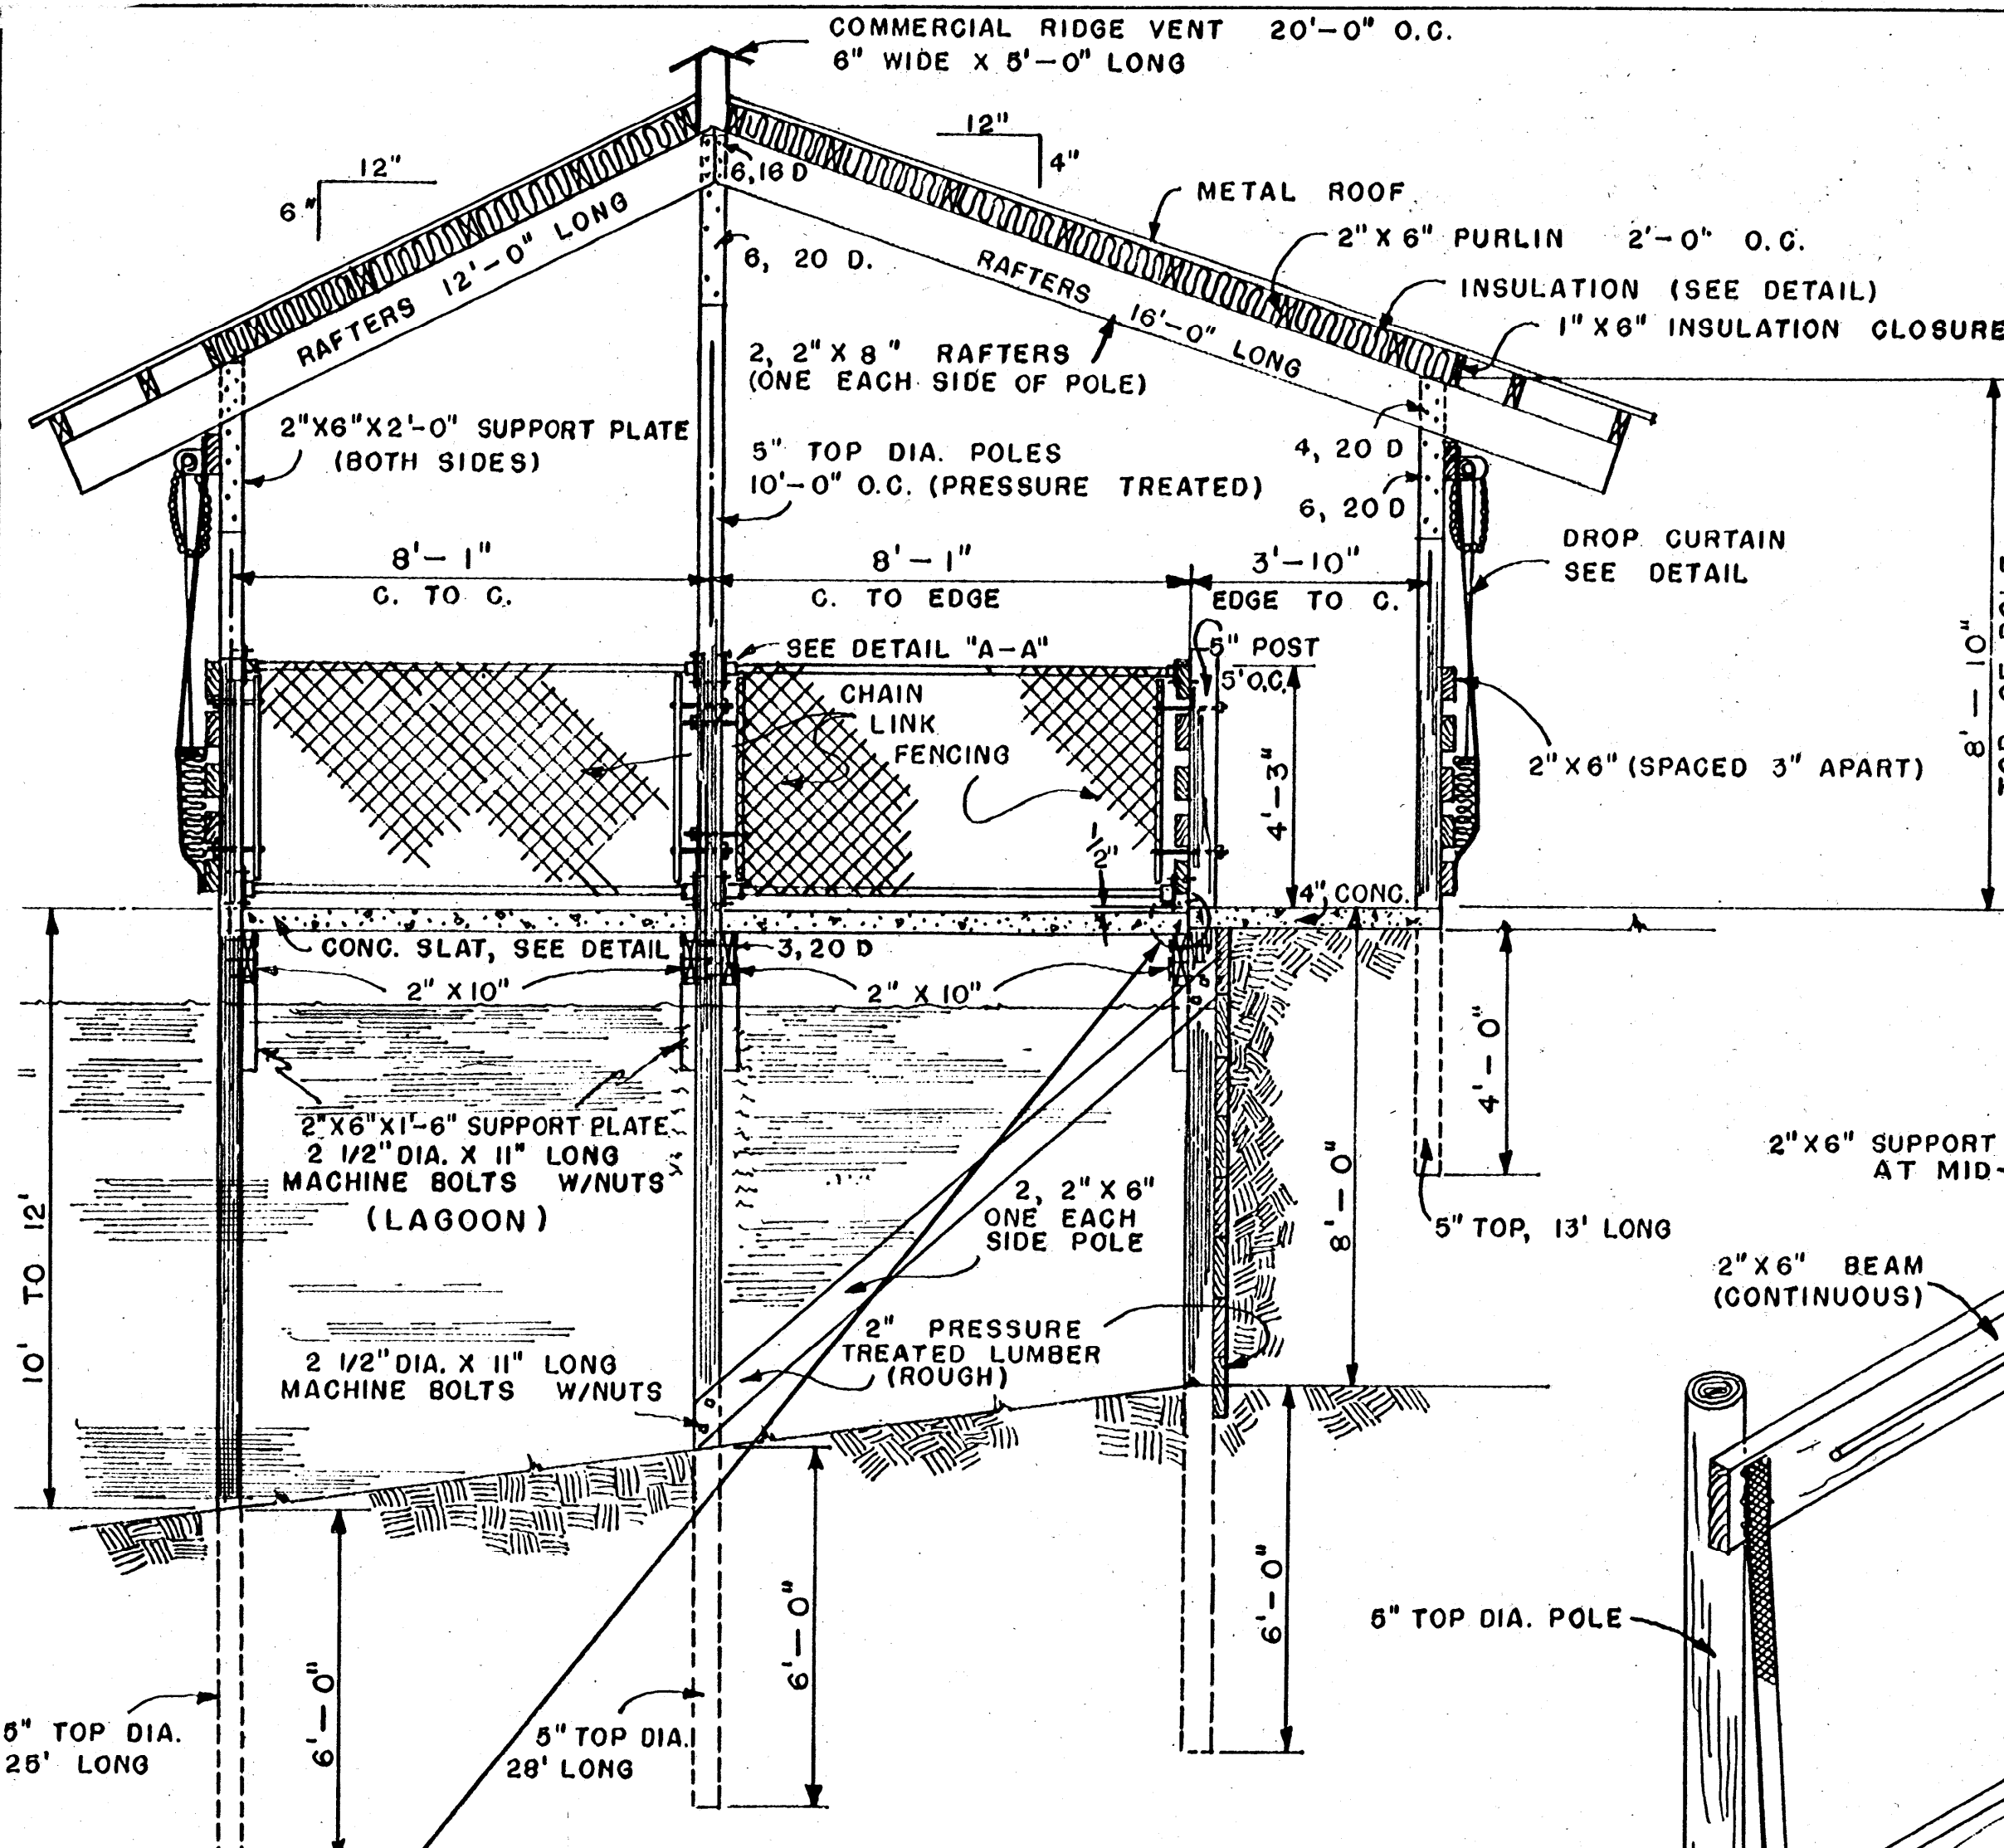 COMMERCIAL RIDGE VENT 20'-0" O.C.
6" WIDE X 5'-0" LONG
12"
6"
12"
4"
6,16 D
METAL ROOF
2" X 6" PURLIN 2'-0" O.C.
6, 20 D.
INSULATION (SEE DETAIL)
1" X 6" INSULATION CLOSURE
RAFTERS 12'-0" LONG
RAFTERS 16'-0" LONG
2, 2" X 8" RAFTERS
(ONE EACH SIDE OF POLE)
2"X6"X2'-0" SUPPORT PLATE
(BOTH SIDES)
5" TOP DIA. POLES
10'-0" O.C. (PRESSURE TREATED)
4, 20 D
6, 20 D
DROP CURTAIN
SEE DETAIL
8'-1"
C. TO C.
8'-1"
C. TO EDGE
3'-10"
EDGE TO C.
SEE DETAIL "A-A"
5" POST
5' O.C.
CHAIN
LINK
FENCING
4'-3"
1/2"
2"X6" (SPACED 3" APART)
8'-10"
4" CONC.
CONC. SLAT, SEE DETAIL
3, 20 D
2" X 10"
2" X 10"
4'-0"
2"X6"X1'-6" SUPPORT PLATE
2 1/2" DIA. X 11" LONG
MACHINE BOLTS W/NUTS
(LAGOON)
10' TO 12'
2, 2" X 6"
ONE EACH
SIDE POLE
8'-0"
5" TOP, 13' LONG
2"X6" SUPPORT
AT MID-
2"X6" BEAM
(CONTINUOUS)
2" PRESSURE
TREATED LUMBER
(ROUGH)
2 1/2" DIA. X 11" LONG
MACHINE BOLTS W/NUTS
6'-0"
6'-0"
6'-0"
5" TOP DIA. POLE
5" TOP DIA.
25' LONG
5" TOP DIA.
28' LONG